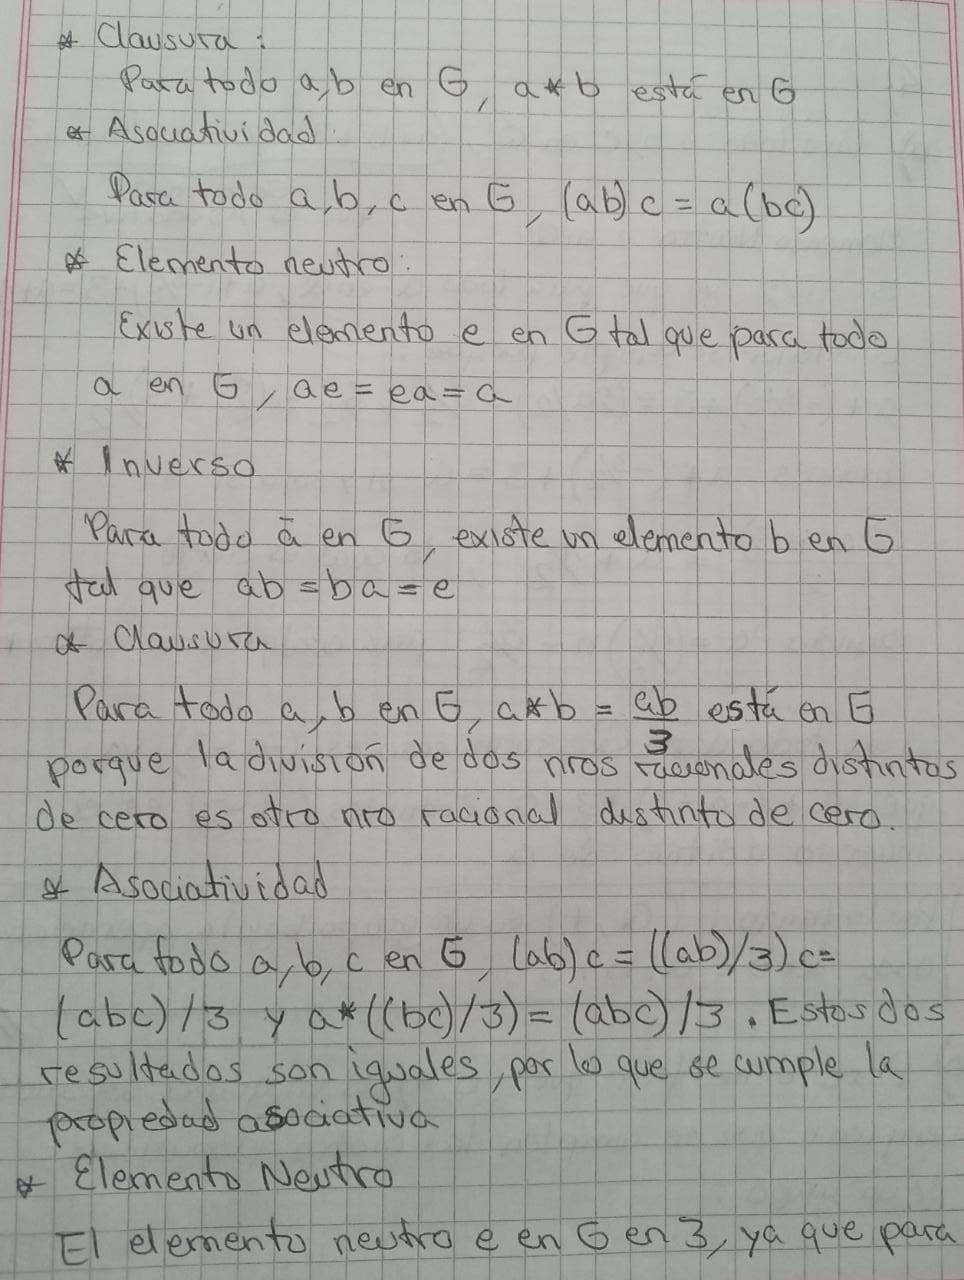 * Clausura :
Para todo a,b en G, a*b está en G
* Asociatividad:
Para todo a,b,c en G, (ab)c = a(bc)
* Elemento neutro:
Existe un elemento e en G tal que para todo
a en G, ae = ea = a
* Inverso
Para todo a en G, existe un elemento b en G
tal que ab = ba = e
* Clausura
Para todo a,b en G, a*b = ab/3 está en G
porque la división de dos nros racionales distintos
de cero es otro nro racional distinto de cero.
* Asociatividad
Para todo a,b,c en G, (ab)c = ((ab)/3)c=
(abc)/3 y a*((bc)/3) = (abc)/3. Estos dos
resultados son iguales, por lo que se cumple la
propiedad asociativa
* Elemento Neutro
El elemento neutro e en G en 3, ya que para